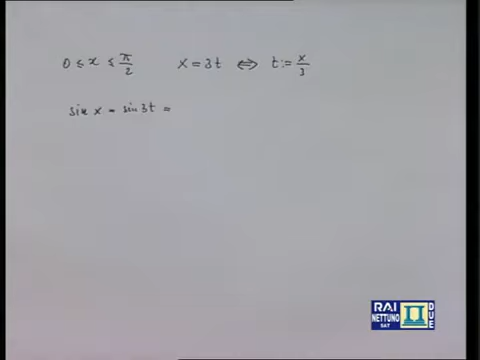 0 ≤ x ≤ π/2   x = 3t ⟺ t := x/3
sin x = sin 3t =
RAI
NETTUNO
SAT
DUE